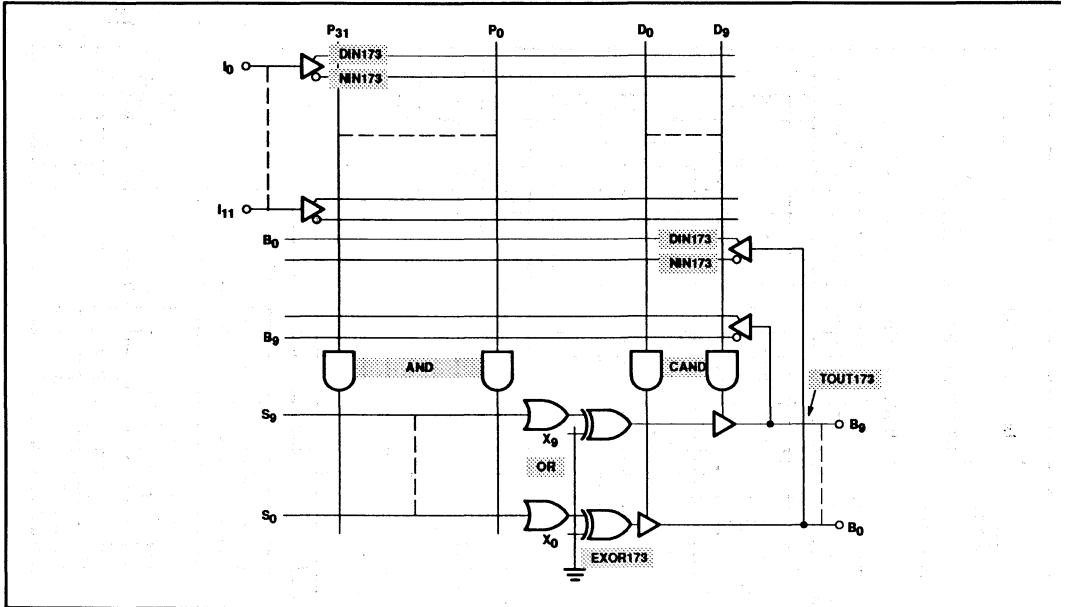 P31 P0 D0 D9
DIN173
I0
NIN173
I11
B0 DIN173
NIN173
B9
AND CAND
TOUT173
S9
B9
X9
OR
S0
B0
X0
EXOR173